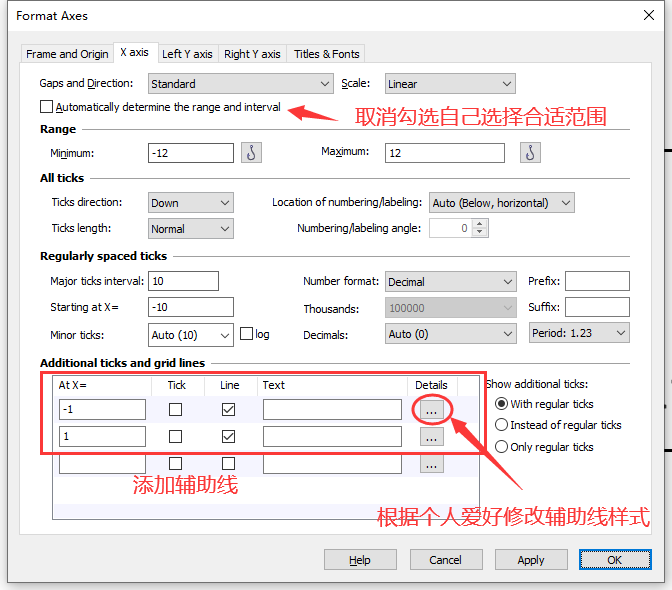 Format Axes
Frame and Origin X axis Left Y axis Right Y axis Titles & Fonts
Gaps and Direction: Standard Scale: Linear
Automatically determine the range and interval
取消勾选自己选择合适范围
Range
Minimum: -12 Maximum: 12
All ticks
Ticks direction: Down Location of numbering/labeling: Auto (Below, horizontal)
Ticks length: Normal Numbering/labeling angle: 0
Regularly spaced ticks
Major ticks interval: 10 Number format: Decimal Prefix:
Starting at X= -10 Thousands: 100000 Suffix:
Minor ticks: Auto (10) log Decimals: Auto (0) Period: 1.23
Additional ticks and grid lines
At X= Tick Line Text Details Show additional ticks:
-1 ... With regular ticks
1 ... Instead of regular ticks
Only regular ticks
...
添加辅助线
根据个人爱好修改辅助线样式
Help Cancel Apply OK